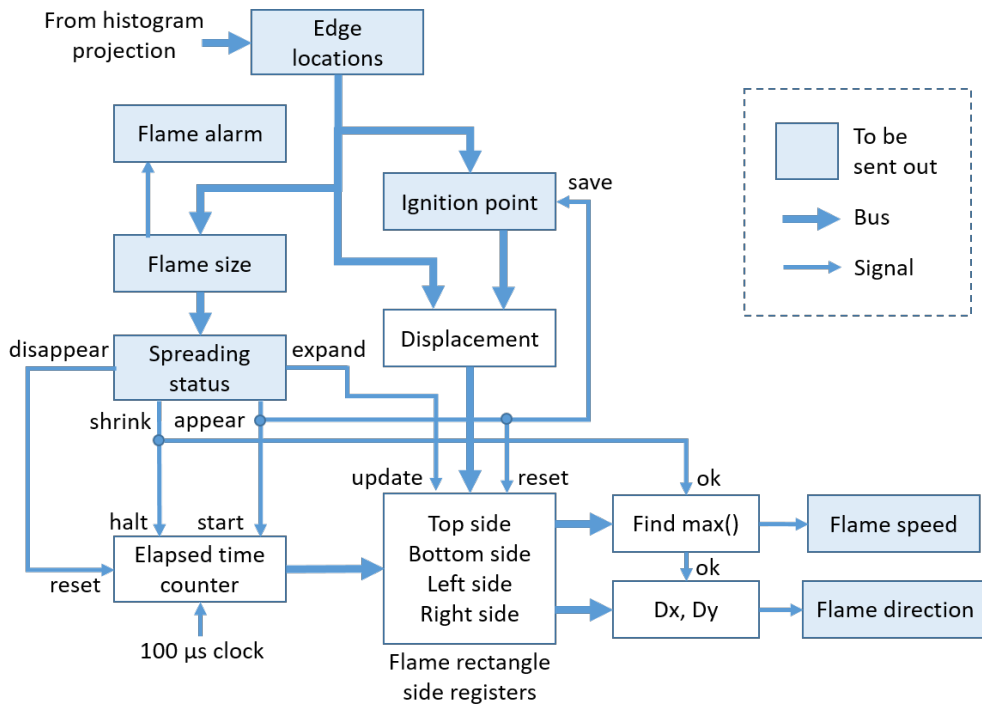 From histogram
projection
Edge
locations
Flame alarm
To be
sent out
save
Ignition point
Bus
Flame size
Signal
disappear
Spreading
status
expand
Displacement
shrink
appear
update
reset
ok
halt
start
Top side
Bottom side
Left side
Right side
Find max()
Flame speed
Elapsed time
counter
ok
reset
Dx, Dy
Flame direction
100 µs clock
Flame rectangle
side registers